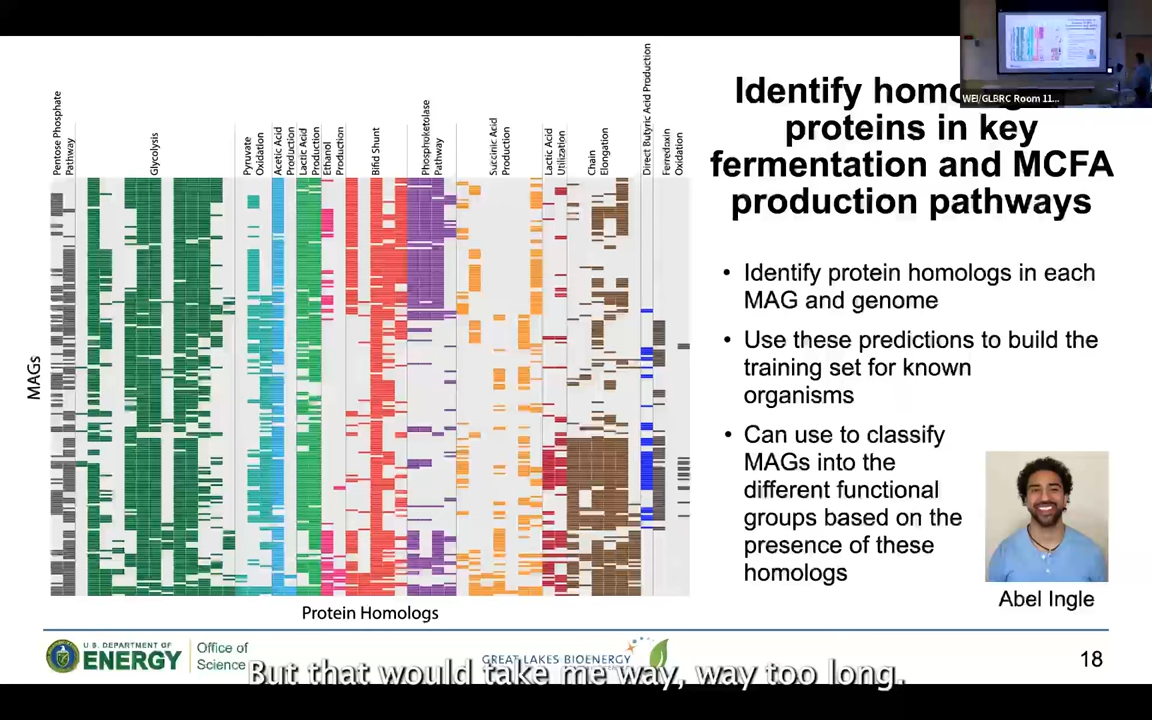 WEI/GLBRC Room 11...
Identify
proteins in key
fermentation and MCFA
production pathways
Pentose Phosphate
Pathway
Glycolysis
Pyruvate
Oxidation
Acetic Acid
Production
Lactic Acid
Production
Ethanol
Production
Bifid Shunt
Phosphoketolase
Pathway
Succinic Acid
Production
Lactic Acid
Utilization
Chain
Elongation
Direct Butyric Acid Production
Ferredoxin
Oxidation
MAGs
Protein Homologs
• Identify protein homologs in each
MAG and genome
• Use these predictions to build the
training set for known
organisms
• Can use to classify
MAGs into the
different functional
groups based on the
presence of these
homologs
Abel Ingle
U.S. DEPARTMENT OF
ENERGY
Office of
Science
GREAT LAKES BIOENERGY
18
But that would take me way, way too long.